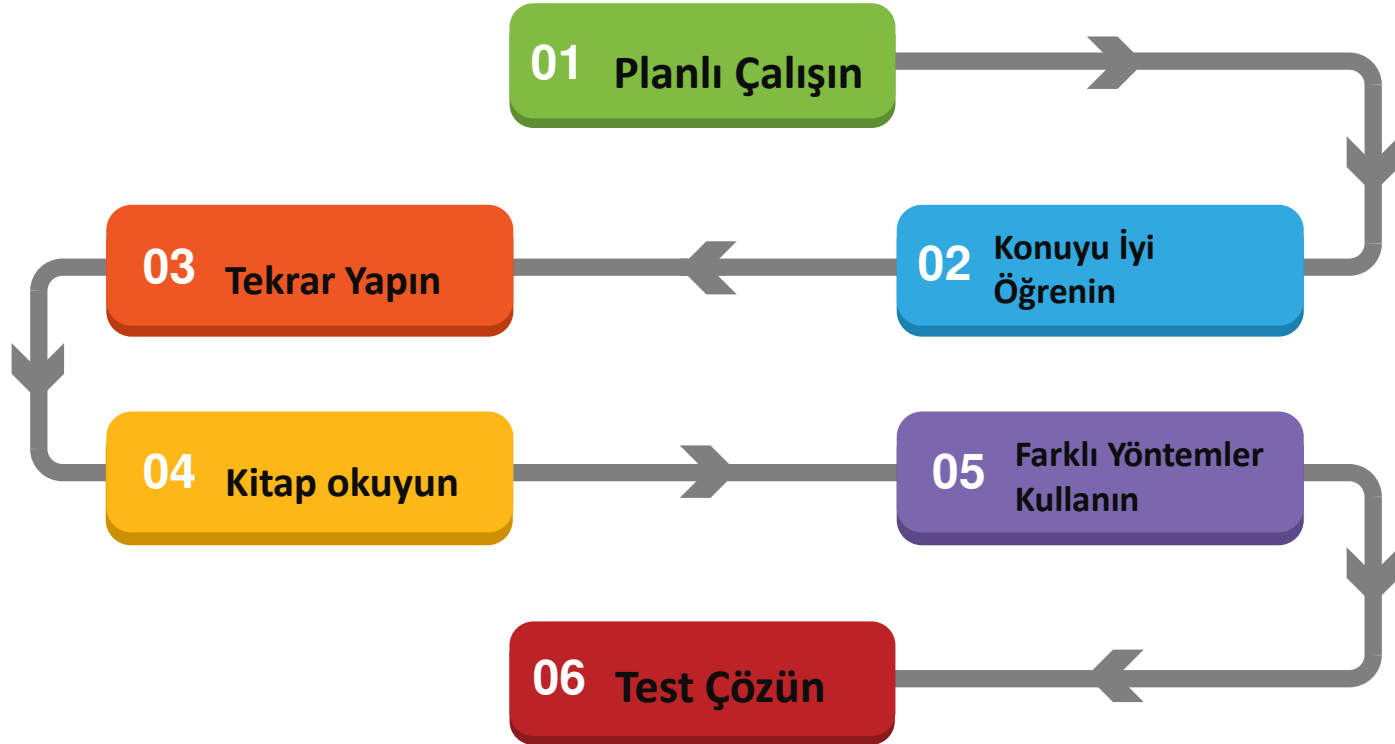 01 Planlı Çalışın
02 Konuyu İyi
Öğrenin
03 Tekrar Yapın
04 Kitap okuyun
05 Farklı Yöntemler
Kullanın
06 Test Çözün